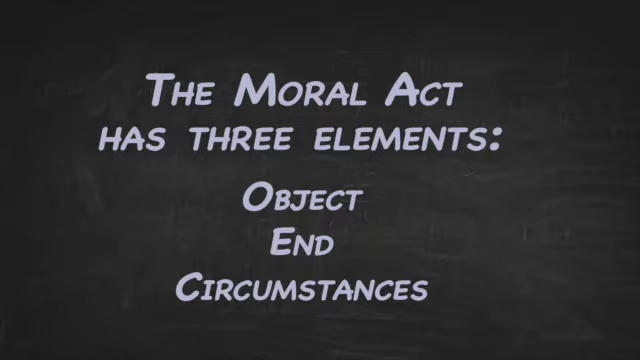 The Moral Act
has three elements:
Object
End
Circumstances